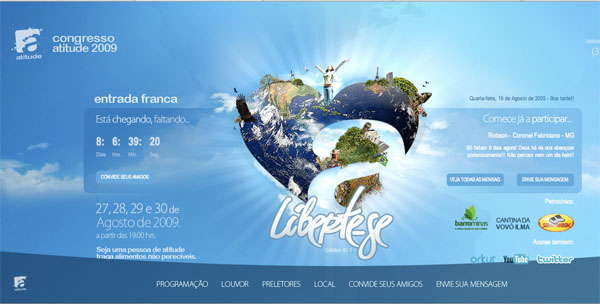 atitude
congresso
atitude 2009
entrada franca
Está chegando, faltando...
8: 6: 39: 20
Dias Hrs. Min. Seg.
CONVIDE SEUS AMIGOS
27, 28, 29 e 30 de
Agosto de 2009.
a partir das 19:00 hrs.
Seja uma pessoa de atitude
traga alimentos não perecíveis.
Liberte-se
Quarta-feira, 19 de Agosto de 2009 - Boa tarde!!
Comece já a participar...
Robson - Coronel Fabriciano - MG
Só faltam 8 dias agora! Deus há de nos abençoar
poderosamente!!! Não percam nem um dia hein!!
VEJA TODAS AS MENSAG
ENVIE SUA MENSAGEM
Patrocínios:
barrominas
CANTINA DA
VOVÓ ILMA
Acesse também:
orkut
YouTube
twitter
atitude
PROGRAMAÇÃO LOUVOR PRELETORES LOCAL CONVIDE SEUS AMIGOS ENVIE SUA MENSAGEM